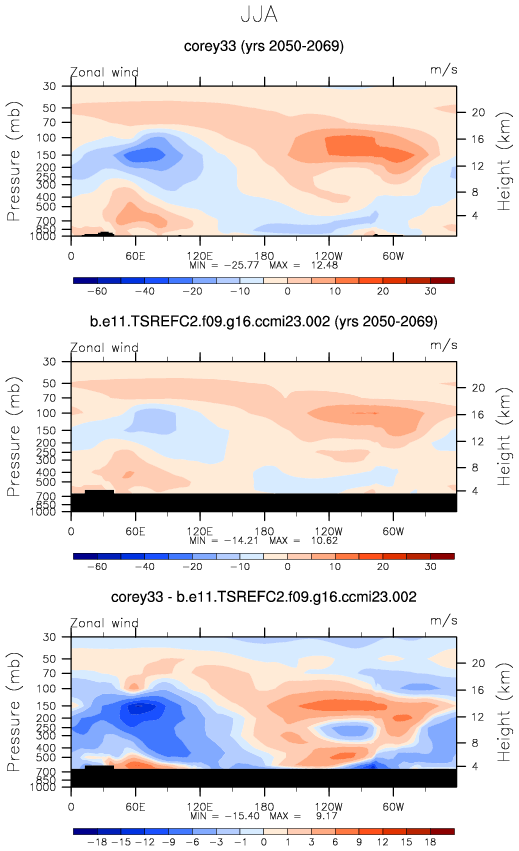 JJA
corey33 (yrs 2050-2069)
Zonal wind m/s
30
50
70
100
150
200
250
300
400
500
700
850
1000
Pressure (mb)
20
16
12
8
4
Height (km)
0 60E 120E 180 120W 60W
MIN = -25.77 MAX = 12.48
-60 -40 -20 -10 0 10 20 30
b.e11.TSREFC2.f09.g16.ccmi23.002 (yrs 2050-2069)
Zonal wind m/s
30
50
70
100
150
200
250
300
400
500
700
850
1000
Pressure (mb)
20
16
12
8
4
Height (km)
0 60E 120E 180 120W 60W
MIN = -14.21 MAX = 10.62
-60 -40 -20 -10 0 10 20 30
corey33 - b.e11.TSREFC2.f09.g16.ccmi23.002
Zonal wind m/s
30
50
70
100
150
200
250
300
400
500
700
850
1000
Pressure (mb)
20
16
12
8
4
Height (km)
0 60E 120E 180 120W 60W
MIN = -15.40 MAX = 9.17
-18 -15 -12 -9 -6 -3 -1 0 1 3 6 9 12 15 18